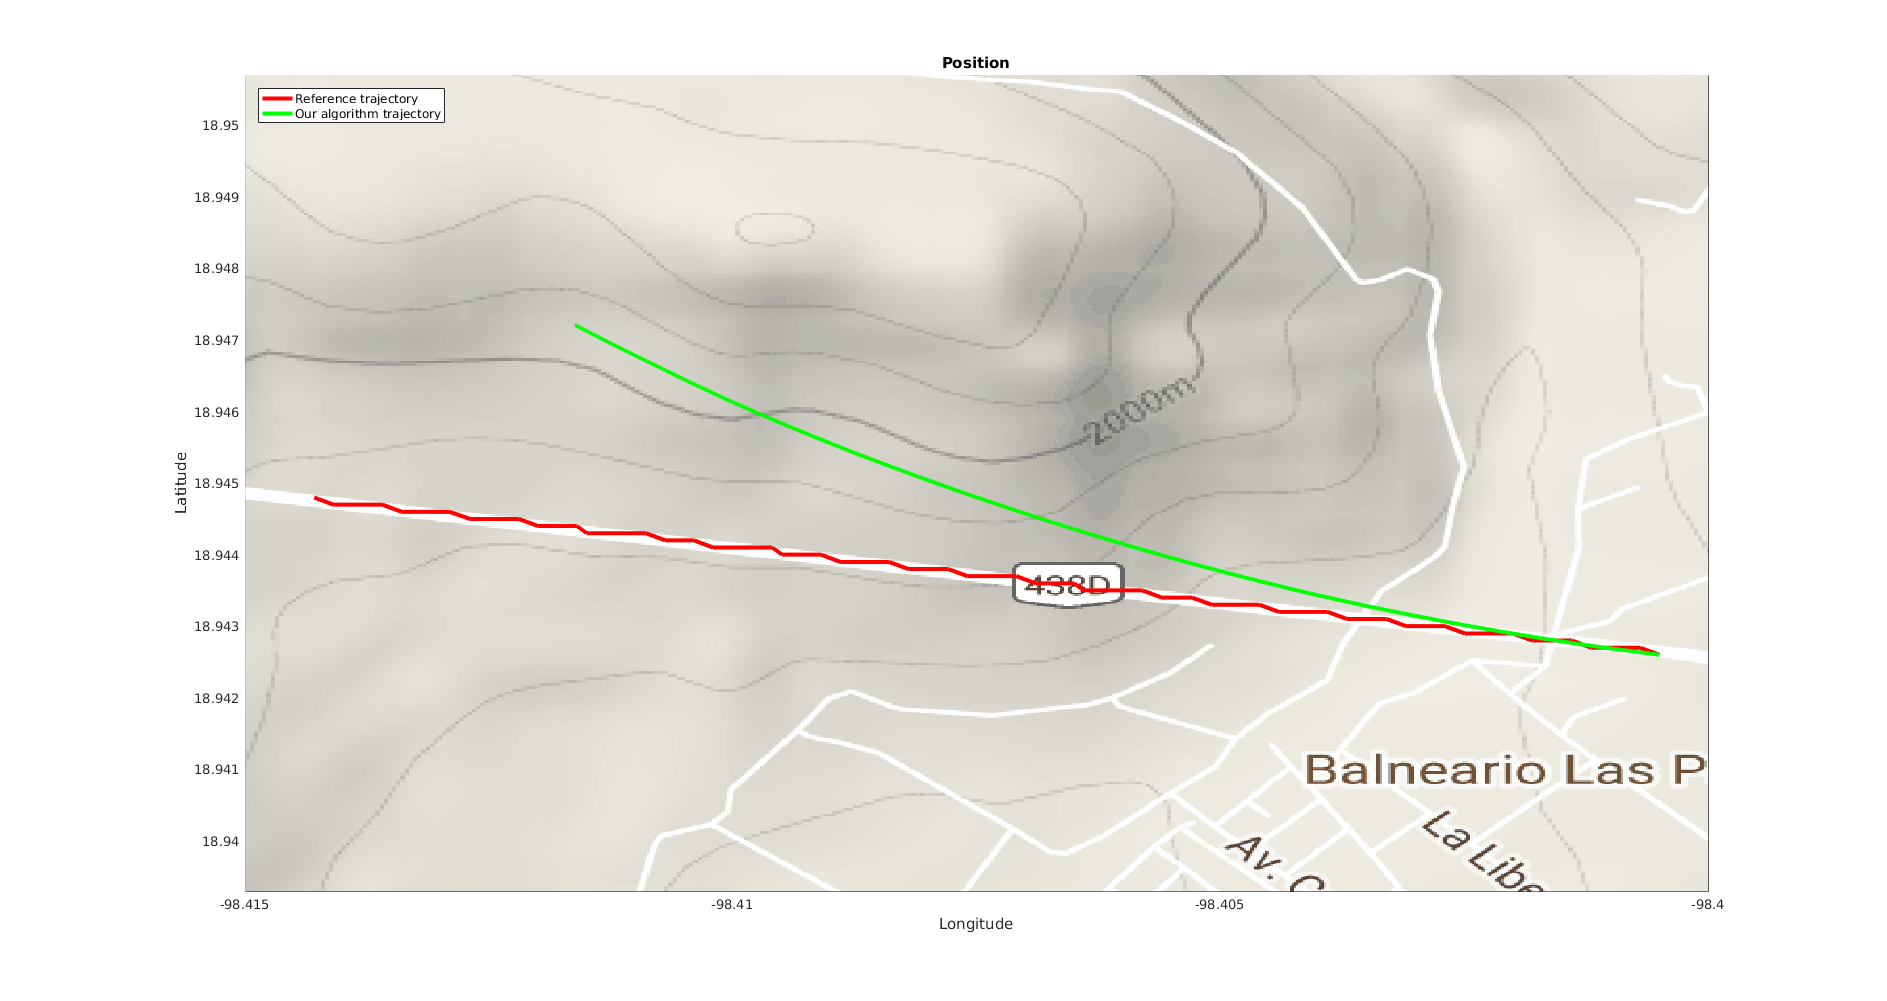 Position
Reference trajectory
Our algorithm trajectory
18.95
18.949
18.948
18.947
18.946
18.945
18.944
18.943
18.942
18.941
18.94
Latitude
2000m
438D
Balneario Las P
La Libe
Av. C
-98.415
-98.41
-98.405
-98.4
Longitude